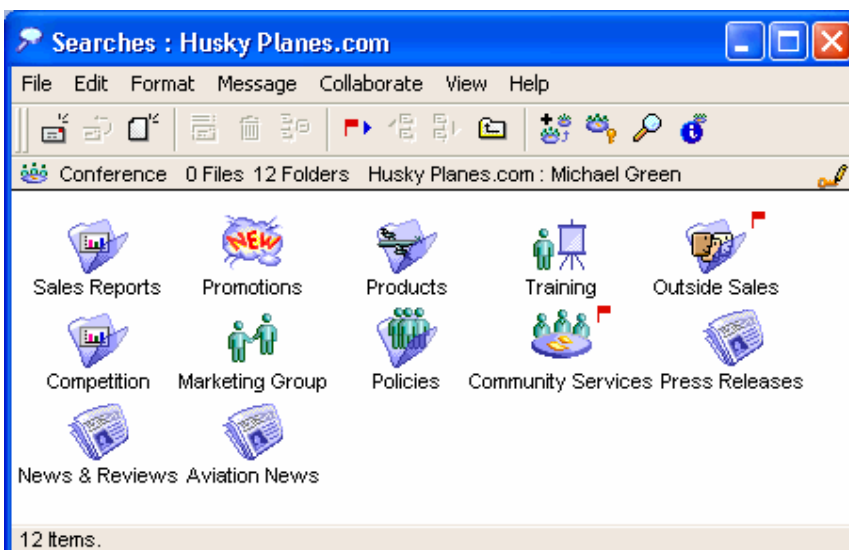 Searches : Husky Planes.com
File Edit Format Message Collaborate View Help
Conference 0 Files 12 Folders Husky Planes.com : Michael Green
NEW
Sales Reports Promotions Products Training Outside Sales
Competition Marketing Group Policies Community Services Press Releases
News & Reviews Aviation News
12 Items.